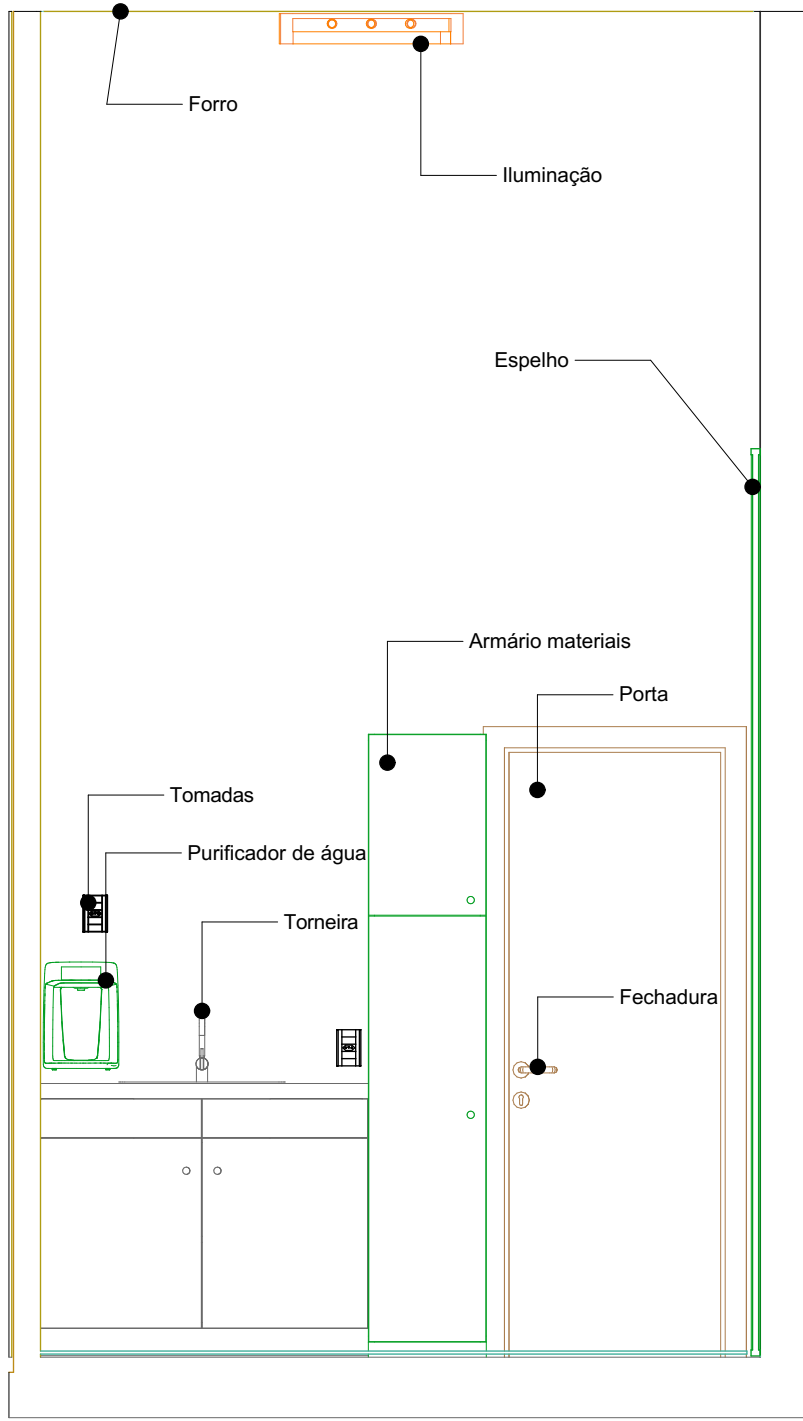 Forro
Iluminação
Espelho
Armário materiais
Porta
Tomadas
Purificador de água
Torneira
Fechadura